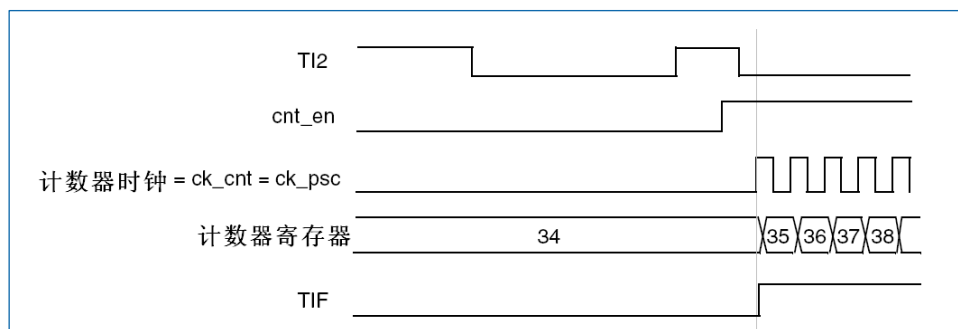 TI2
cnt_en
计数器时钟 = ck_cnt = ck_psc
计数器寄存器 34 35 36 37 38
TIF